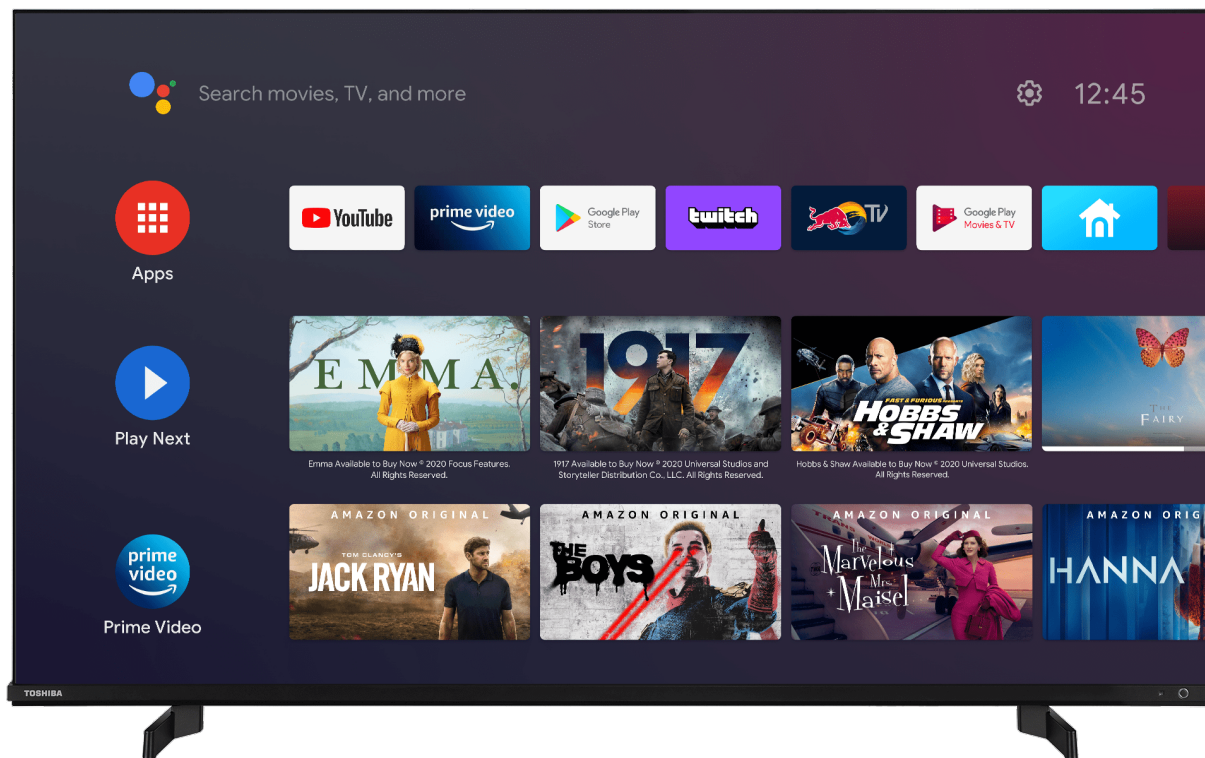 Search movies, TV, and more
12:45
YouTube
prime video
Google Play
Store
twitch
TV
Google Play
Movies & TV
Apps
EMMA.
1917
FAST & FURIOUS PRESENTS
HOBBS
& SHAW
THE
FAIRY
Play Next
Emma Available to Buy Now © 2020 Focus Features.
All Rights Reserved.
1917 Available to Buy Now © 2020 Universal Studios and
Storyteller Distribution Co., LLC. All Rights Reserved.
Hobbs & Shaw Available to Buy Now © 2020 Universal Studios.
All Rights Reserved.
prime
video
Prime Video
AMAZON ORIGINAL
TOM CLANCY'S
JACK RYAN
AMAZON ORIGINAL
THE
BOYS
AMAZON ORIGINAL
The
Marvelous
Mrs.
Maisel
AMAZON ORIG
HANNA
TOSHIBA